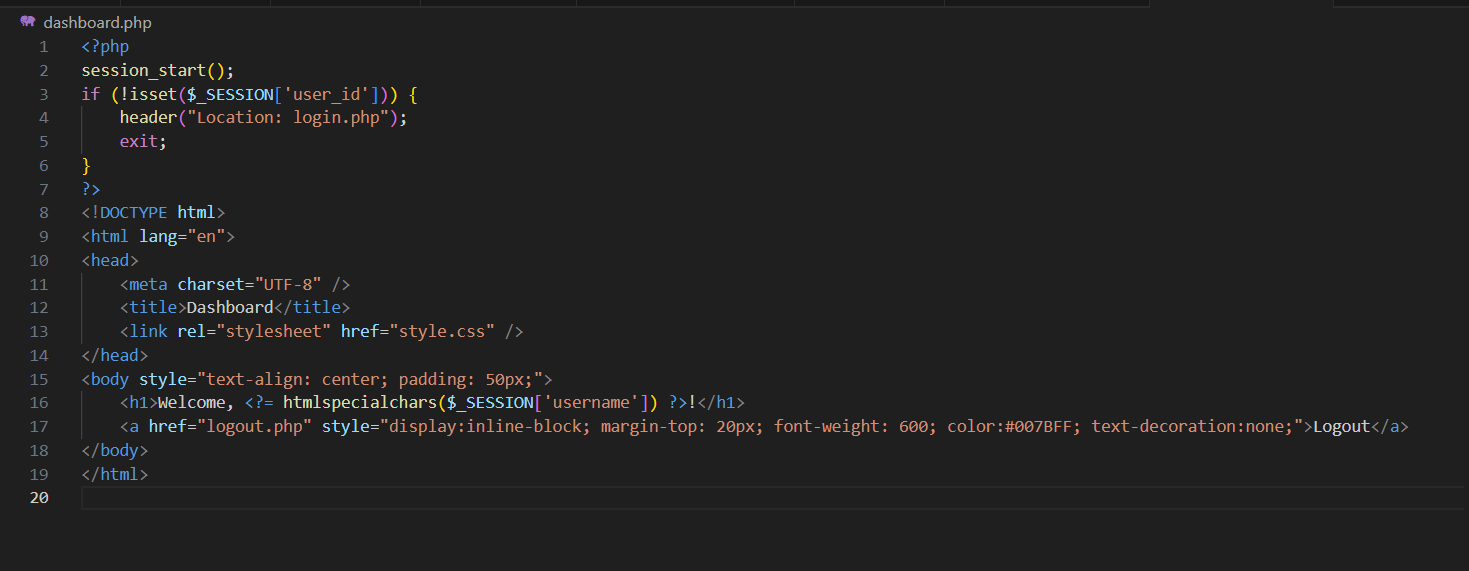 dashboard.php
1 <?php
2 session_start();
3 if (!isset($_SESSION['user_id'])) {
4     header("Location: login.php");
5     exit;
6 }
7 ?>
8 <!DOCTYPE html>
9 <html lang="en">
10 <head>
11     <meta charset="UTF-8" />
12     <title>Dashboard</title>
13     <link rel="stylesheet" href="style.css" />
14 </head>
15 <body style="text-align: center; padding: 50px;">
16     <h1>Welcome, <?= htmlspecialchars($_SESSION['username']) ?>!</h1>
17     <a href="logout.php" style="display:inline-block; margin-top: 20px; font-weight: 600; color:#007BFF; text-decoration:none;">Logout</a>
18 </body>
19 </html>
20